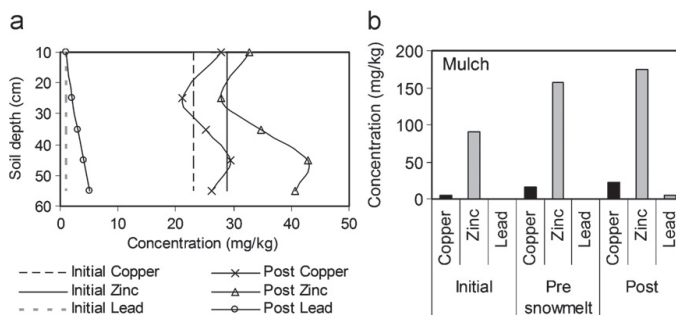 a
Soil depth (cm)
10
20
30
40
50
60
0 10 20 30 40 50
Concentration (mg/kg)
Initial Copper
Initial Zinc
Initial Lead
Post Copper
Post Zinc
Post Lead
b
Concentration (mg/kg)
200
150
100
50
0
Mulch
Copper Zinc Lead Copper Zinc Lead Copper Zinc Lead
Initial Pre Post
snowmelt